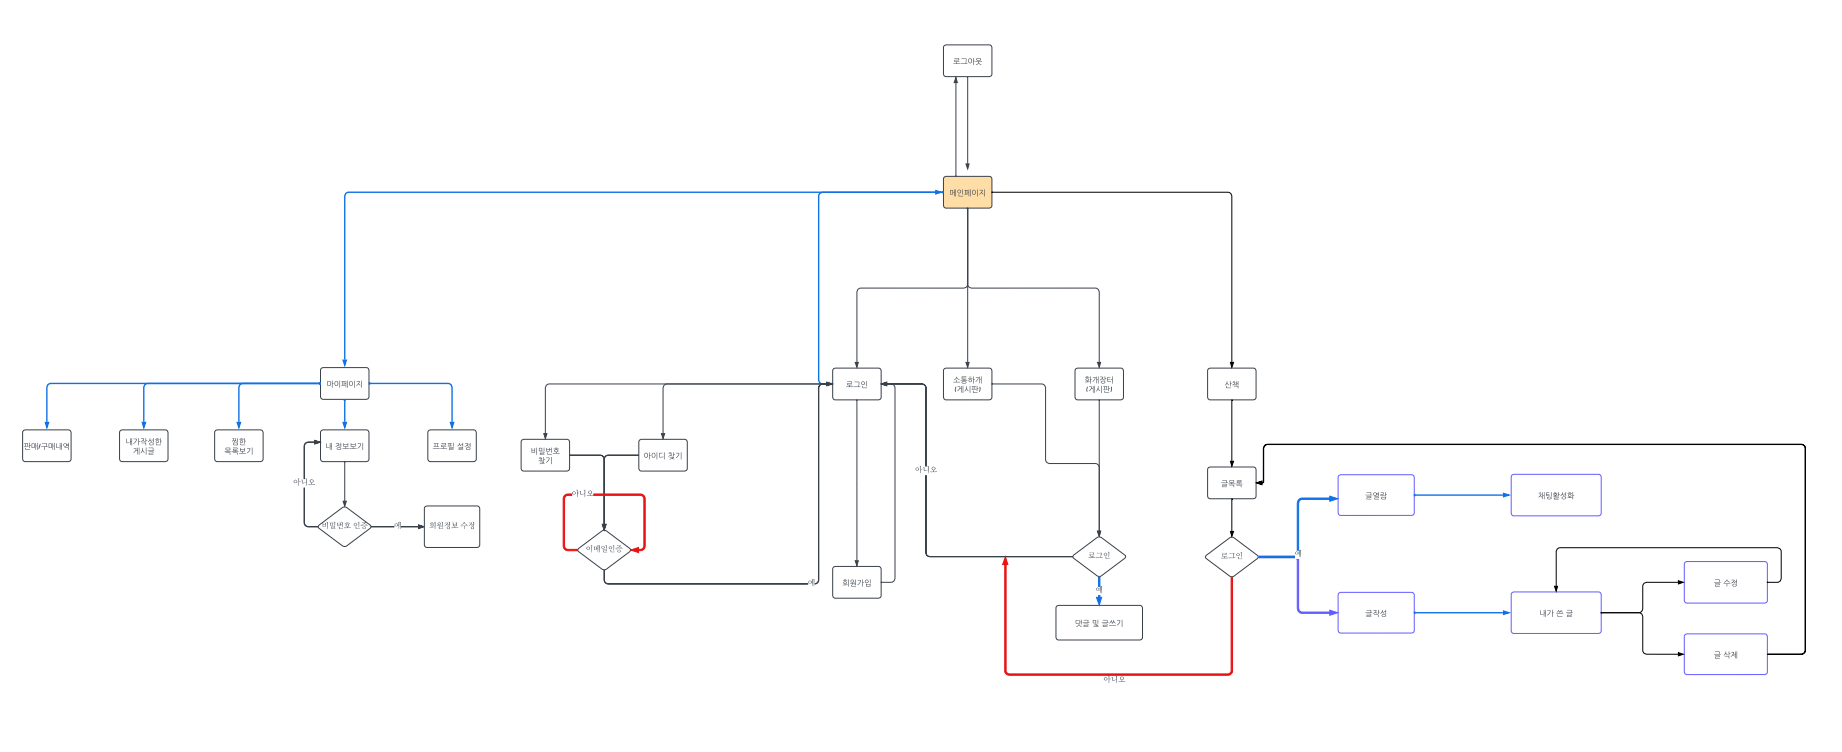 로그아웃
메인페이지
마이페이지
로그인
소통하개
(게시판)
화개장터
(게시판)
산책
판매/구매내역
내가작성한
게시글
찜한
목록보기
내 정보보기
프로필 설정
비밀번호
찾기
아이디 찾기
아니오
아니오
글목록
글열람
채팅활성화
아니오
비밀번호 인증
예
회원정보 수정
이메일인증
로그인
로그인
예
예
회원가입
예
글 수정
댓글 및 글쓰기
글작성
내가 쓴 글
글 삭제
아니오